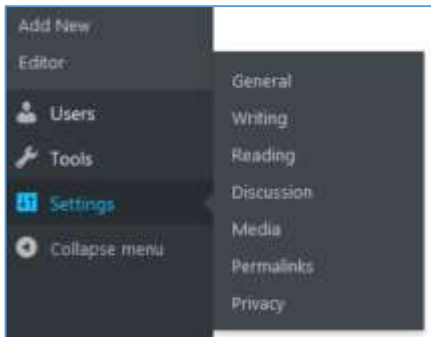 Add New
Editor
Users
Tools
Settings
Collapse menu
General
Writing
Reading
Discussion
Media
Permalinks
Privacy